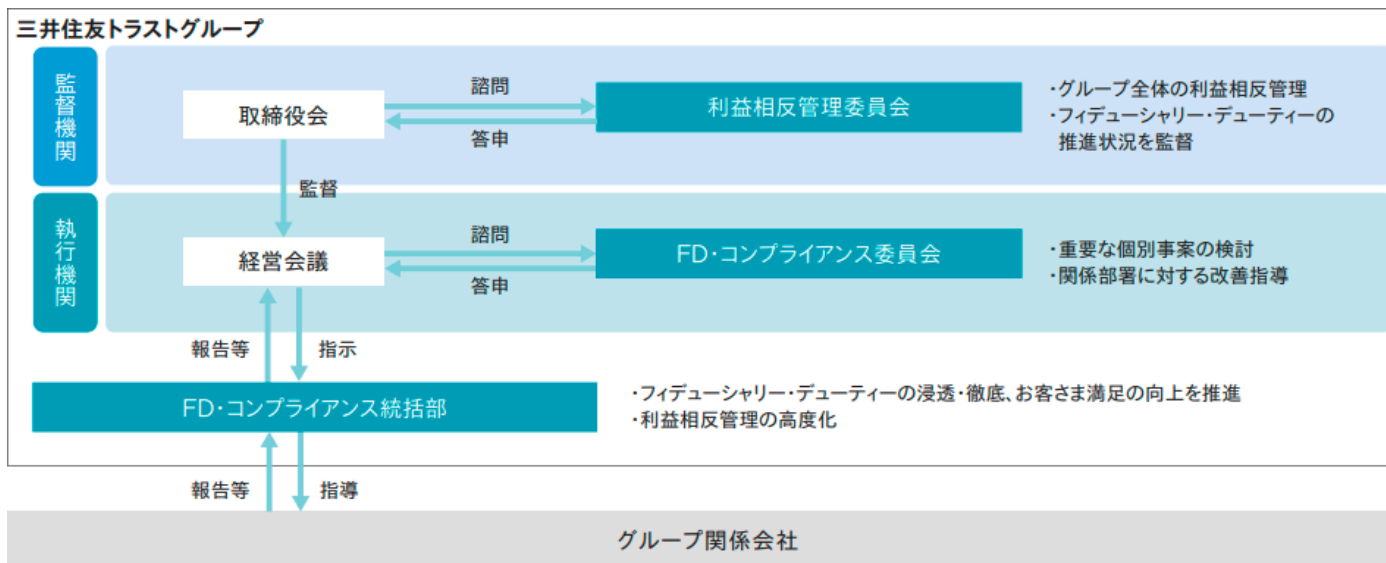 三井住友トラストグループ
監督機関
取締役会
諮問
答申
利益相反管理委員会
・グループ全体の利益相反管理
・フィデューシャリー・デューティーの
推進状況を監督
監督
執行機関
経営会議
諮問
答申
FD・コンプライアンス委員会
・重要な個別事案の検討
・関係部署に対する改善指導
報告等
指示
FD・コンプライアンス統括部
・フィデューシャリー・デューティーの浸透・徹底、お客さま満足の向上を推進
・利益相反管理の高度化
報告等
指導
グループ関係会社